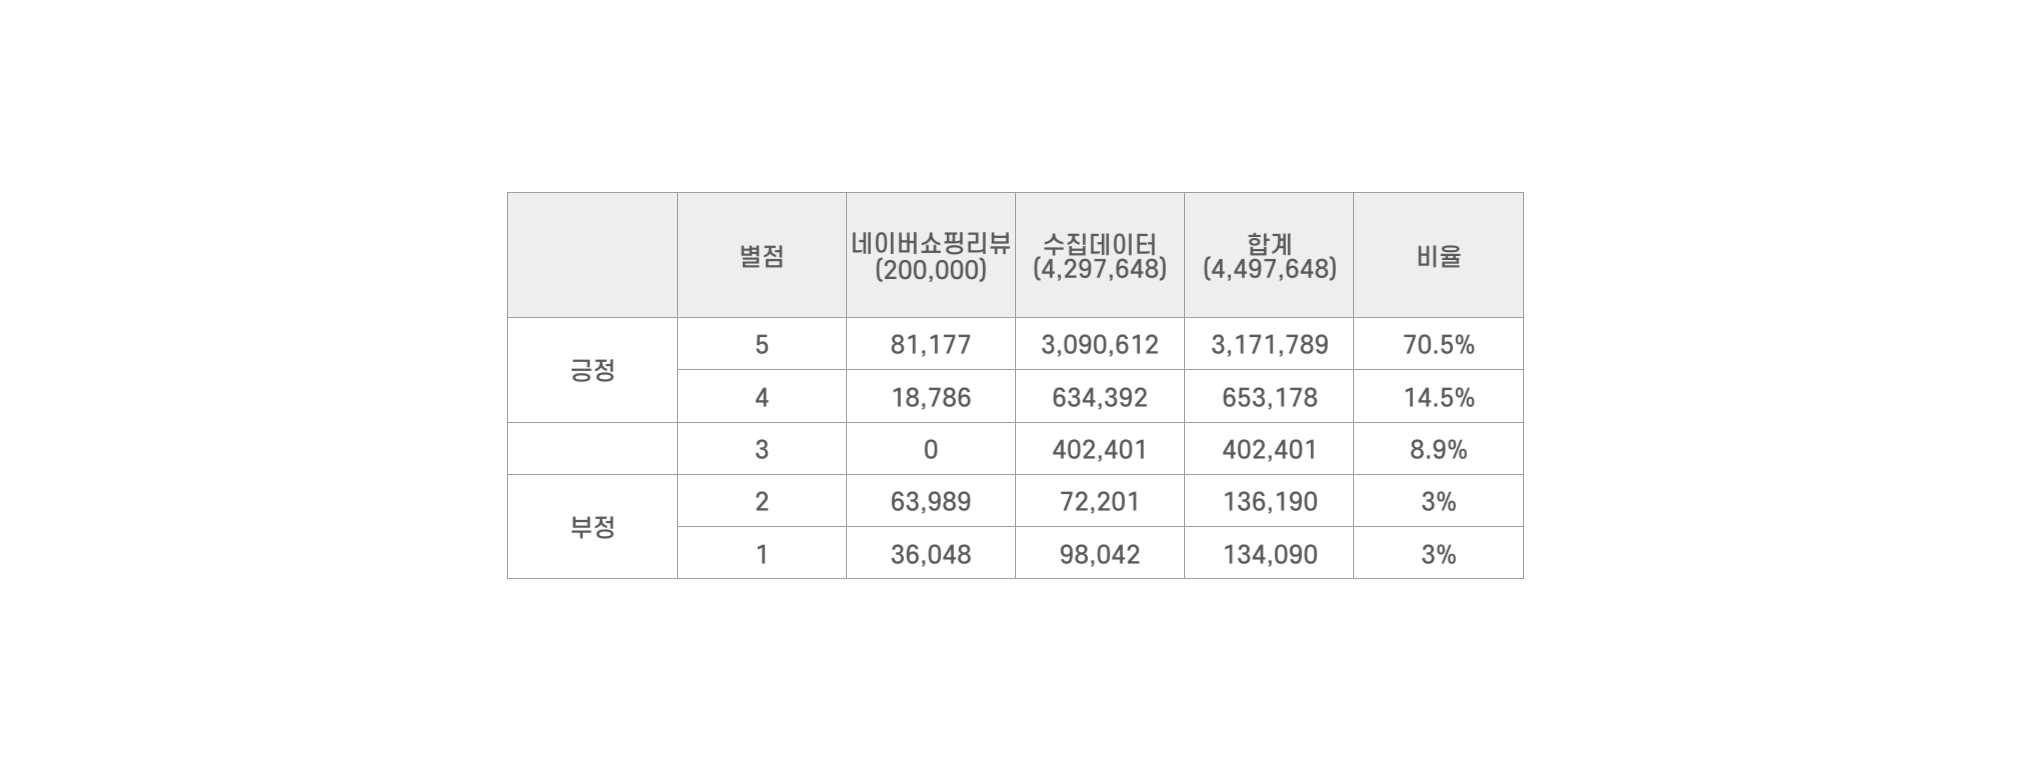 별점 네이버쇼핑리뷰 수집데이터 합계 비율
(200,000) (4,297,648) (4,497,648)
긍정 5 81,177 3,090,612 3,171,789 70.5%
4 18,786 634,392 653,178 14.5%
3 0 402,401 402,401 8.9%
부정 2 63,989 72,201 136,190 3%
1 36,048 98,042 134,090 3%